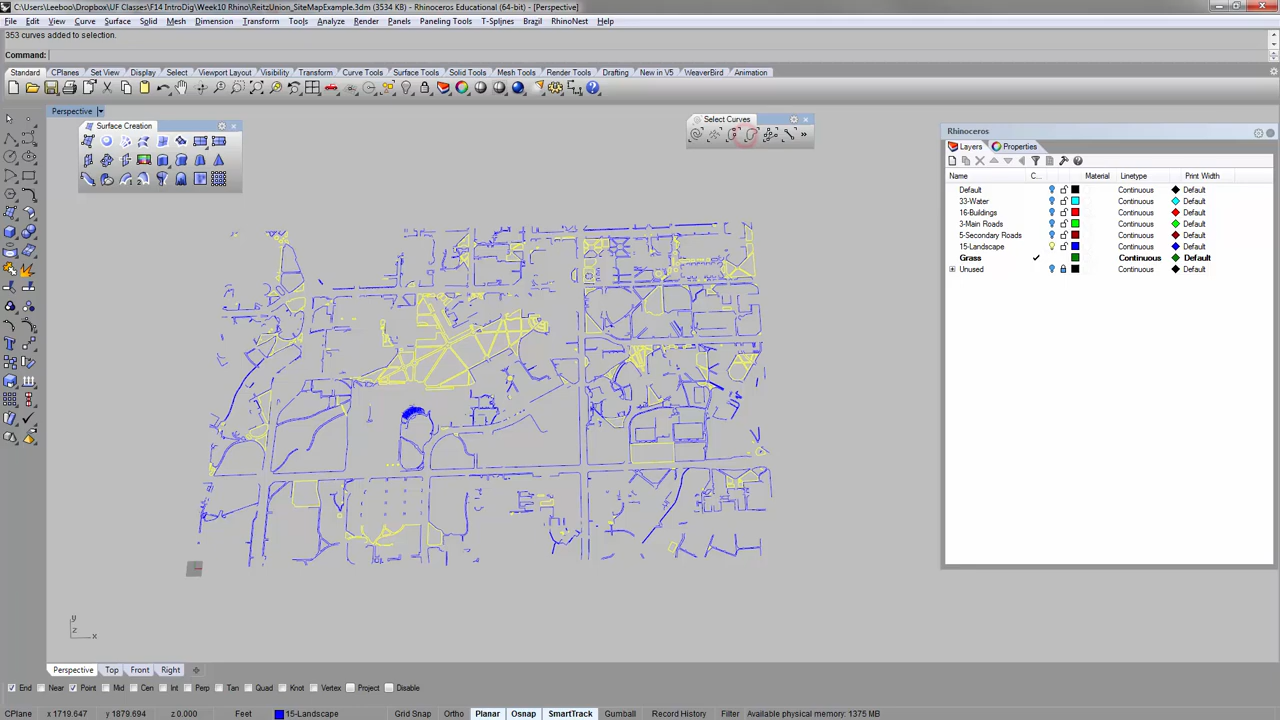 C:\Users\Leeboo\Dropbox\UF Classes\F14 IntroDig\Week10 Rhino\ReitzUnion_SiteMapExample.3dm (3534 KB) - Rhinoceros Educational (64-bit) - [Perspective]
File Edit View Curve Surface Solid Mesh Dimension Transform Tools Analyze Render Panels Paneling Tools T-Splines Brazil RhinoNest Help
353 curves added to selection.
Command:
Standard CPlanes Set View Display Select Viewport Layout Visibility Transform Curve Tools Surface Tools Solid Tools Mesh Tools Render Tools Drafting New in V5 WeaverBird Animation
Perspective
Surface Creation
Select Curves
Rhinoceros
Layers Properties
Name C... Material Linetype Print Width
Default Continuous Default
33-Water Continuous Default
16-Buildings Continuous Default
3-Main Roads Continuous Default
5-Secondary Roads Continuous Default
15-Landscape Continuous Default
Grass Continuous Default
Unused Continuous Default
y
z x
Perspective Top Front Right
End Near Point Mid Cen Int Perp Tan Quad Knot Vertex Project Disable
CPlane x 1719.647 y 1879.694 z 0.000 Feet 15-Landscape Grid Snap Ortho Planar Osnap SmartTrack Gumball Record History Filter Available physical memory: 1375 MB